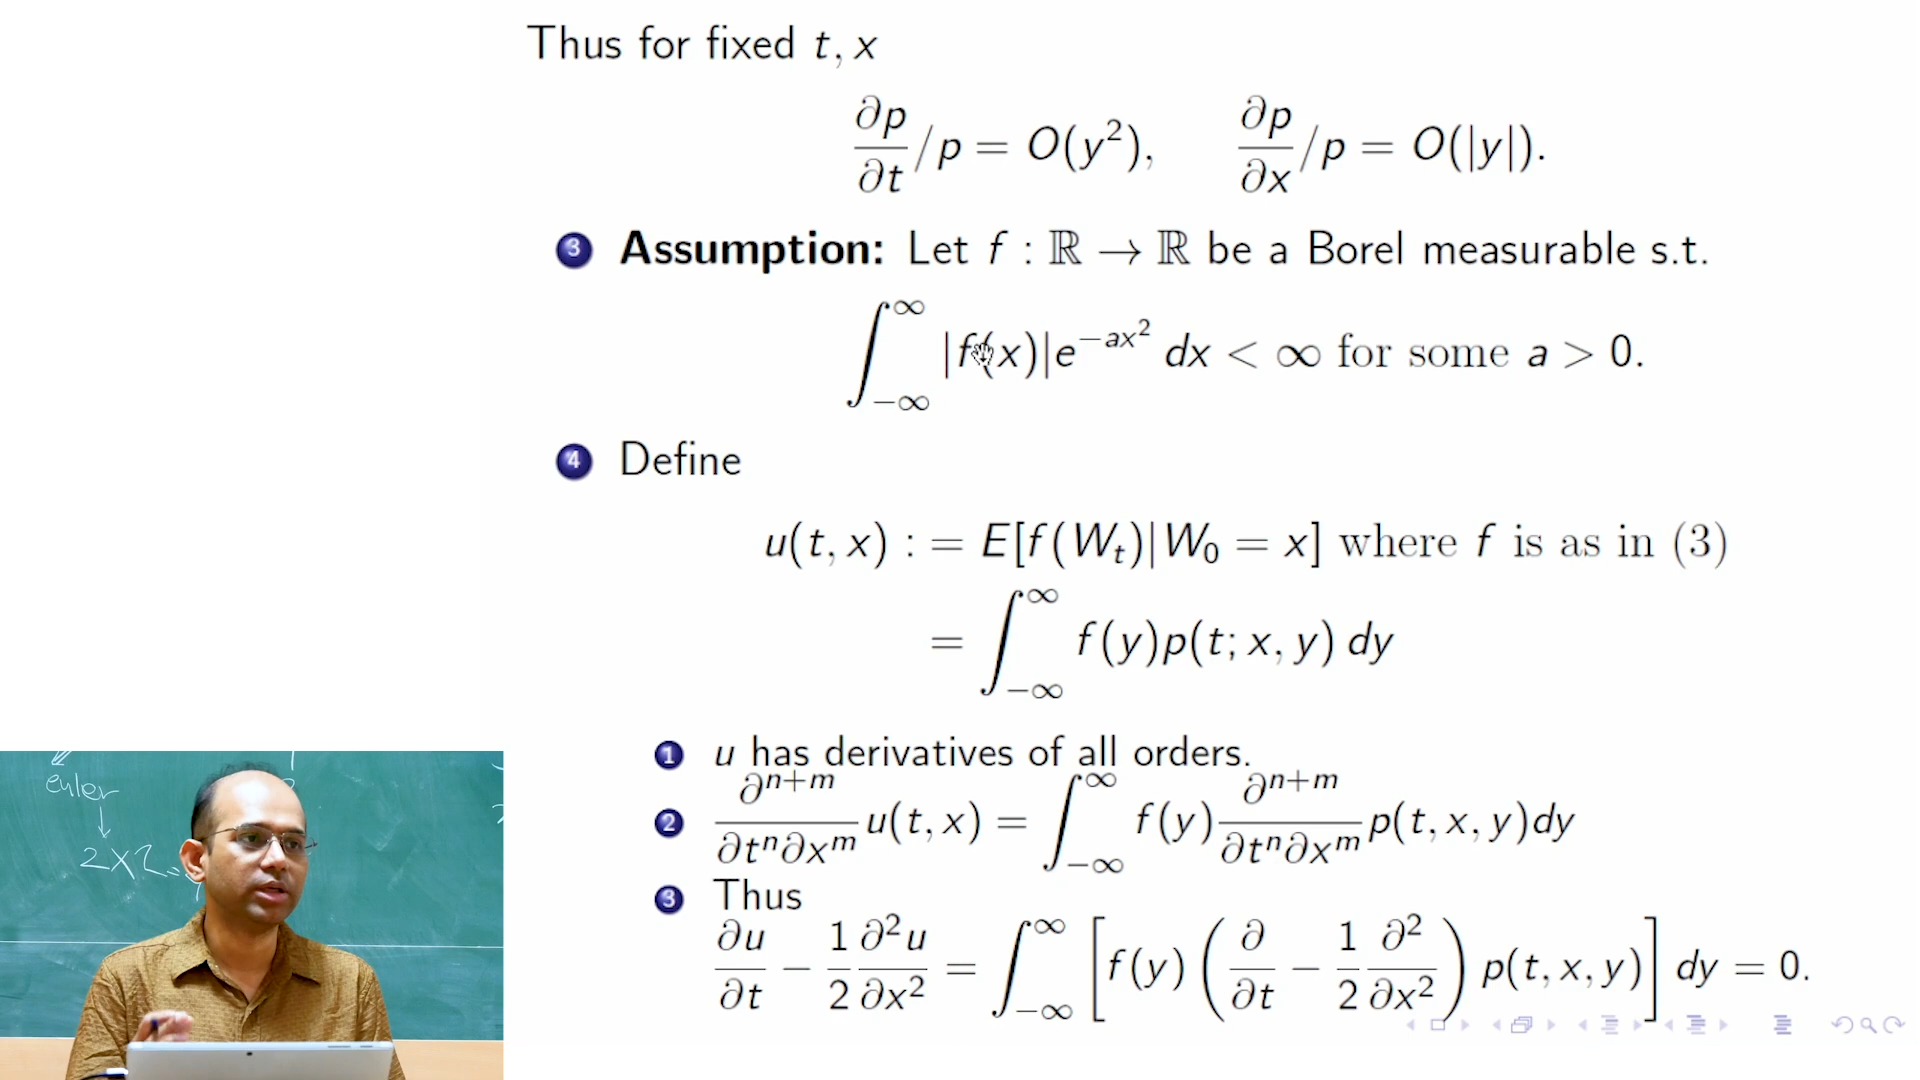 Thus for fixed t, x
∂p/∂t /p = O(y²), ∂p/∂x /p = O(|y|).
3 Assumption: Let f : ℝ → ℝ be a Borel measurable s.t.
∫_{−∞}^{∞} |f(x)|e^{−ax²} dx < ∞ for some a > 0.
4 Define
u(t, x) : = E[f(W_t)|W_0 = x] where f is as in (3)
= ∫_{−∞}^{∞} f(y)p(t; x, y) dy
1 u has derivatives of all orders.
2 ∂^{n+m}/∂t^n∂x^m u(t, x) = ∫_{−∞}^{∞} f(y) ∂^{n+m}/∂t^n∂x^m p(t, x, y)dy
3 Thus
∂u/∂t − 1/2 ∂²u/∂x² = ∫_{−∞}^{∞} [f(y) (∂/∂t − 1/2 ∂²/∂x²) p(t, x, y)] dy = 0.
euler
2×2